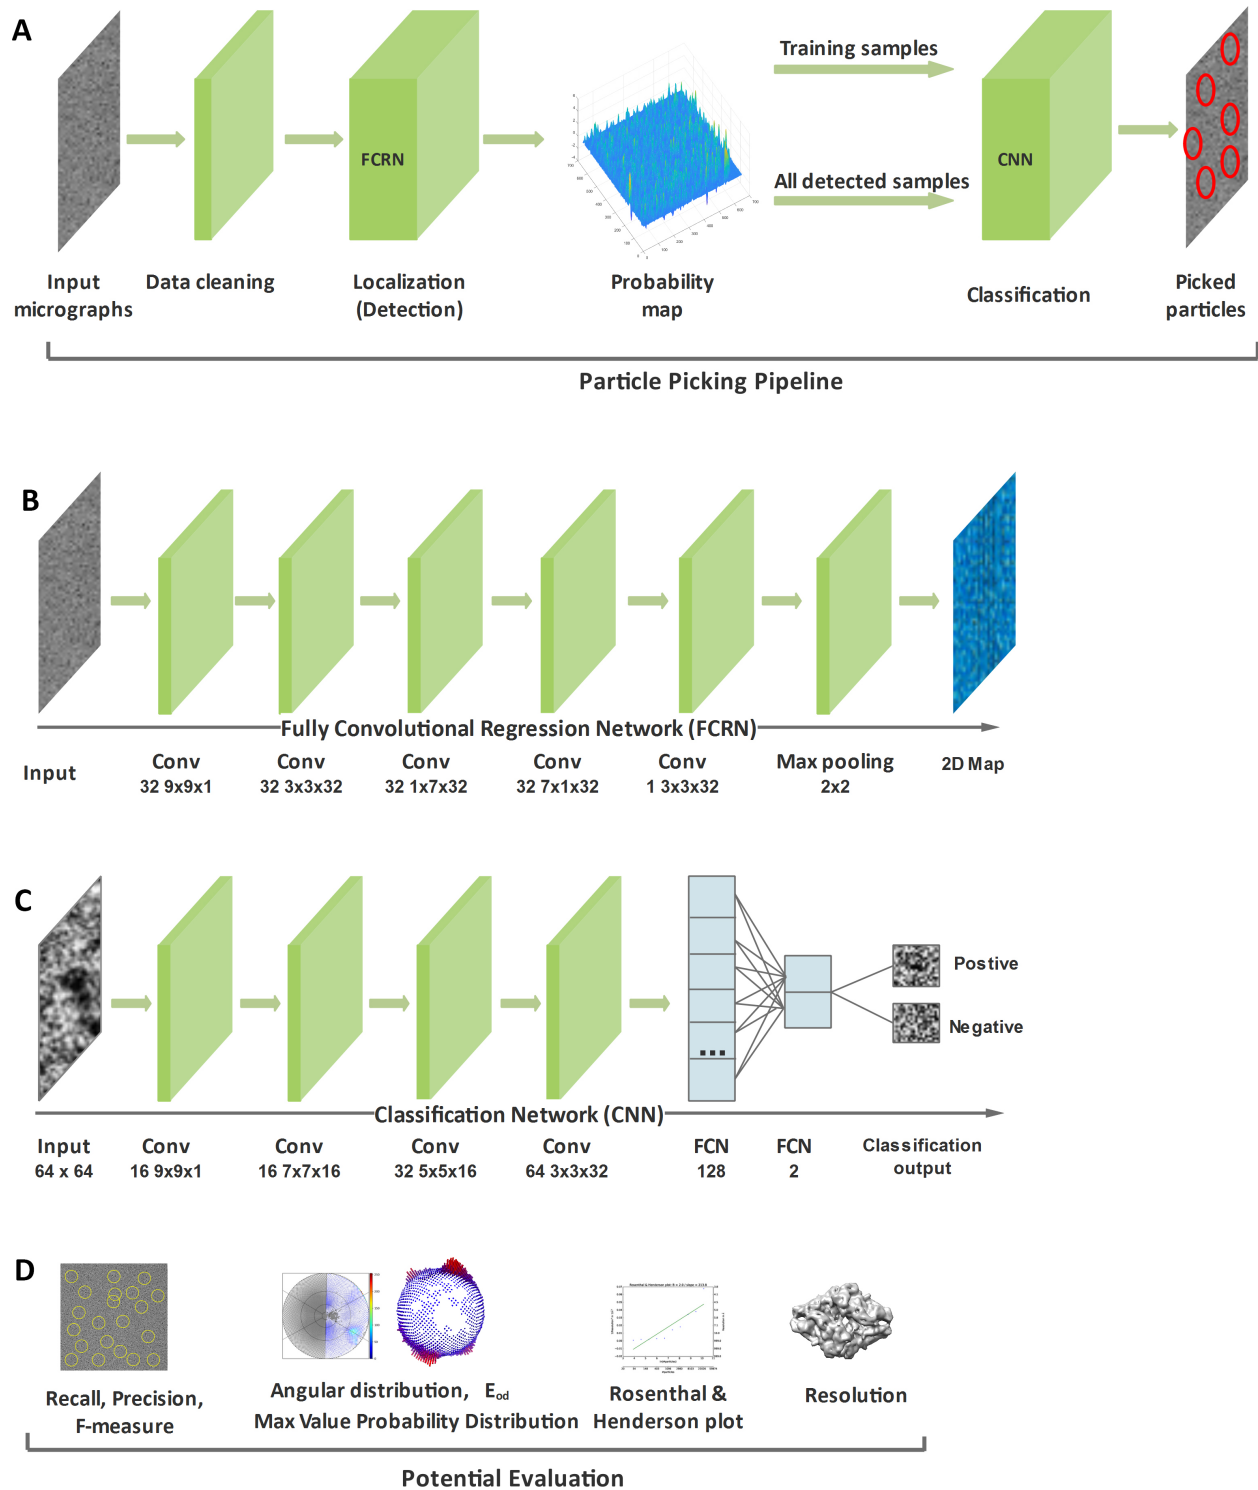 A
Training samples
FCRN
CNN
All detected samples
Input
micrographs
Data cleaning
Localization
(Detection)
Probability
map
Classification
Picked
particles
Particle Picking Pipeline
B
Fully Convolutional Regression Network (FCRN)
Input
Conv
32 9x9x1
Conv
32 3x3x32
Conv
32 1x7x32
Conv
32 7x1x32
Conv
1 3x3x32
Max pooling
2x2
2D Map
C
Postive
Negative
Classification Network (CNN)
Input
64 x 64
Conv
16 9x9x1
Conv
16 7x7x16
Conv
32 5x5x16
Conv
64 3x3x32
FCN
128
FCN
2
Classification
output
D
Recall, Precision,
F-measure
Angular distribution, Eod
Max Value Probability Distribution
Rosenthal &
Henderson plot
Resolution
Potential Evaluation